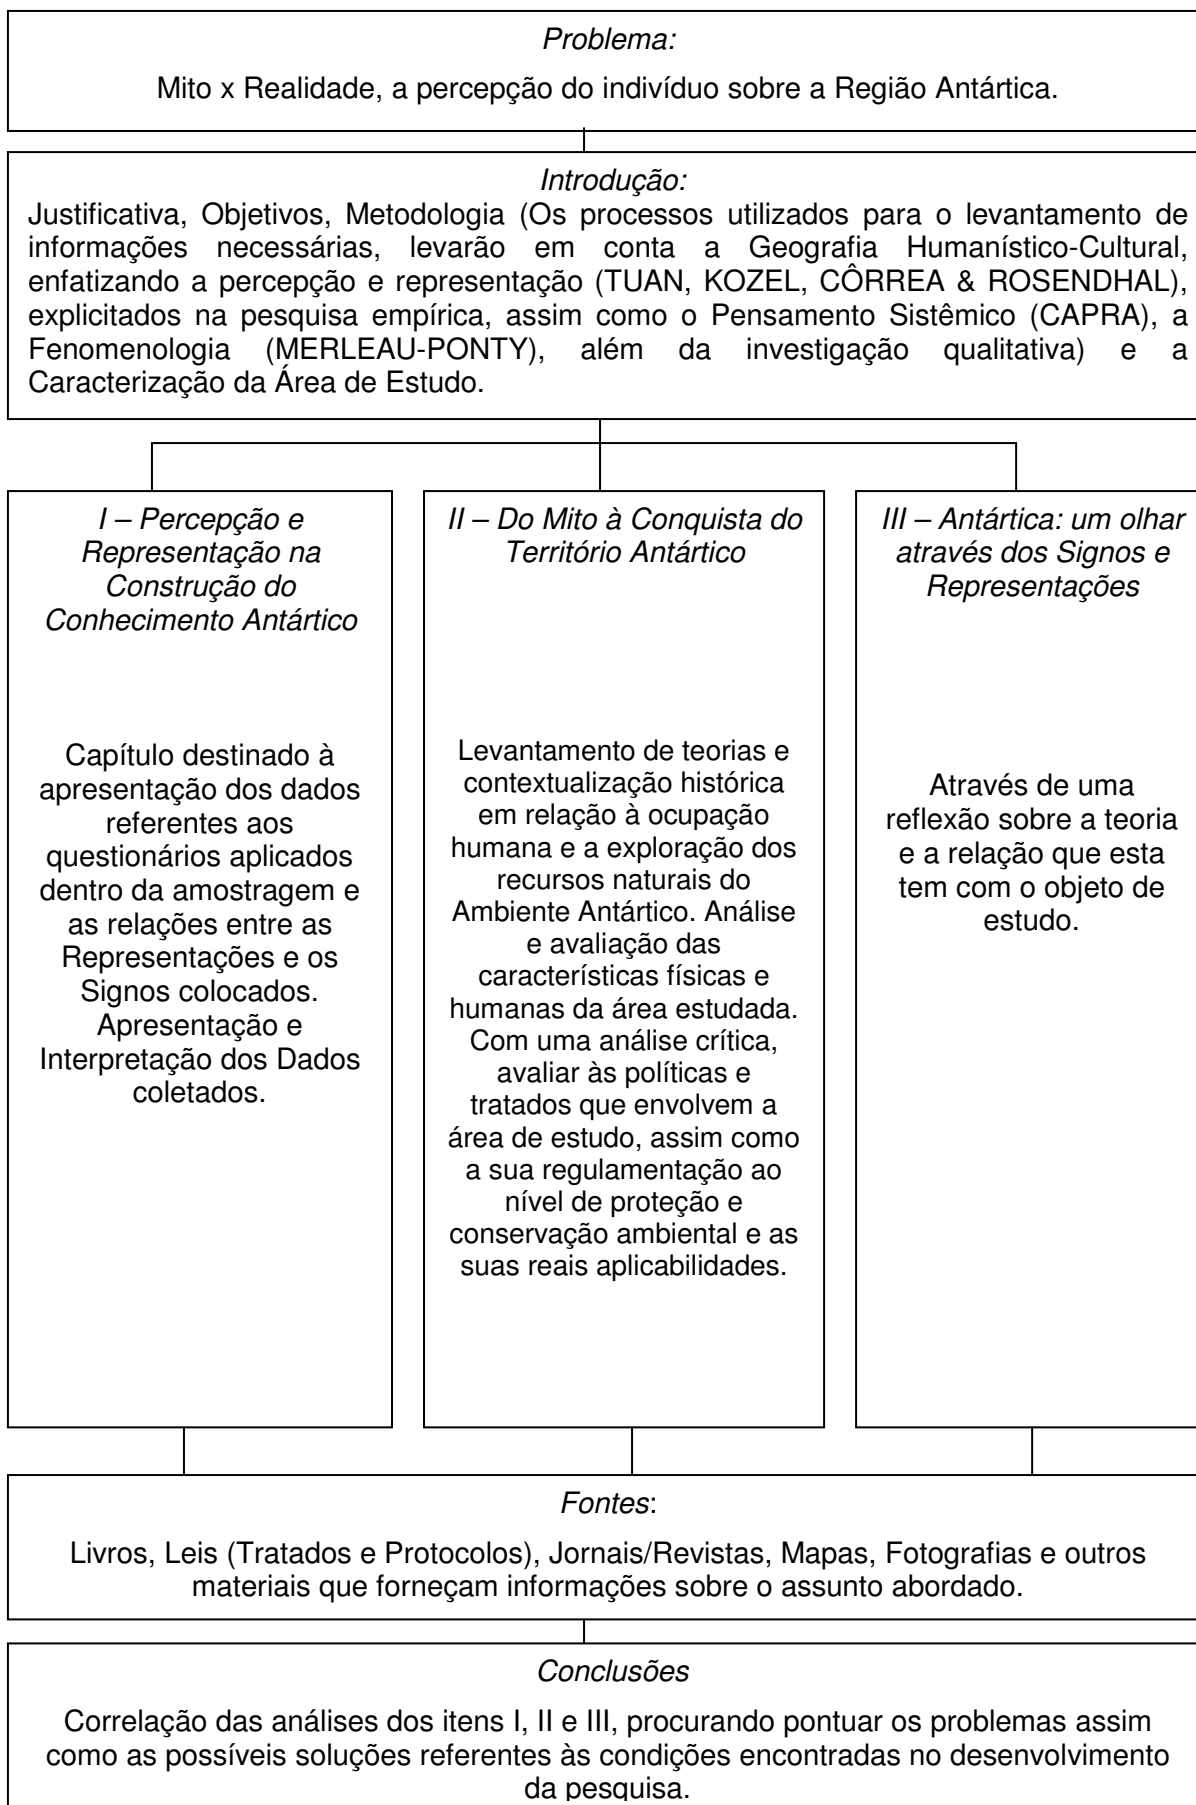 Problema:
Mito x Realidade, a percepção do indivíduo sobre a Região Antártica.
Introdução:
Justificativa, Objetivos, Metodologia (Os processos utilizados para o levantamento de
informações necessárias, levarão em conta a Geografia Humanístico-Cultural,
enfatizando a percepção e representação (TUAN, KOZEL, CÔRREA & ROSENDHAL),
explicitados na pesquisa empírica, assim como o Pensamento Sistêmico (CAPRA), a
Fenomenologia (MERLEAU-PONTY), além da investigação qualitativa) e a
Caracterização da Área de Estudo.
I – Percepção e
Representação na
Construção do
Conhecimento Antártico
Capítulo destinado à
apresentação dos dados
referentes aos
questionários aplicados
dentro da amostragem e
as relações entre as
Representações e os
Signos colocados.
Apresentação e
Interpretação dos Dados
coletados.
II – Do Mito à Conquista do
Território Antártico
Levantamento de teorias e
contextualização histórica
em relação à ocupação
humana e a exploração dos
recursos naturais do
Ambiente Antártico. Análise
e avaliação das
características físicas e
humanas da área estudada.
Com uma análise crítica,
avaliar às políticas e
tratados que envolvem a
área de estudo, assim como
a sua regulamentação ao
nível de proteção e
conservação ambiental e as
suas reais aplicabilidades.
III – Antártica: um olhar
através dos Signos e
Representações
Através de uma
reflexão sobre a teoria
e a relação que esta
tem com o objeto de
estudo.
Fontes:
Livros, Leis (Tratados e Protocolos), Jornais/Revistas, Mapas, Fotografias e outros
materiais que forneçam informações sobre o assunto abordado.
Conclusões
Correlação das análises dos itens I, II e III, procurando pontuar os problemas assim
como as possíveis soluções referentes às condições encontradas no desenvolvimento
da pesquisa.